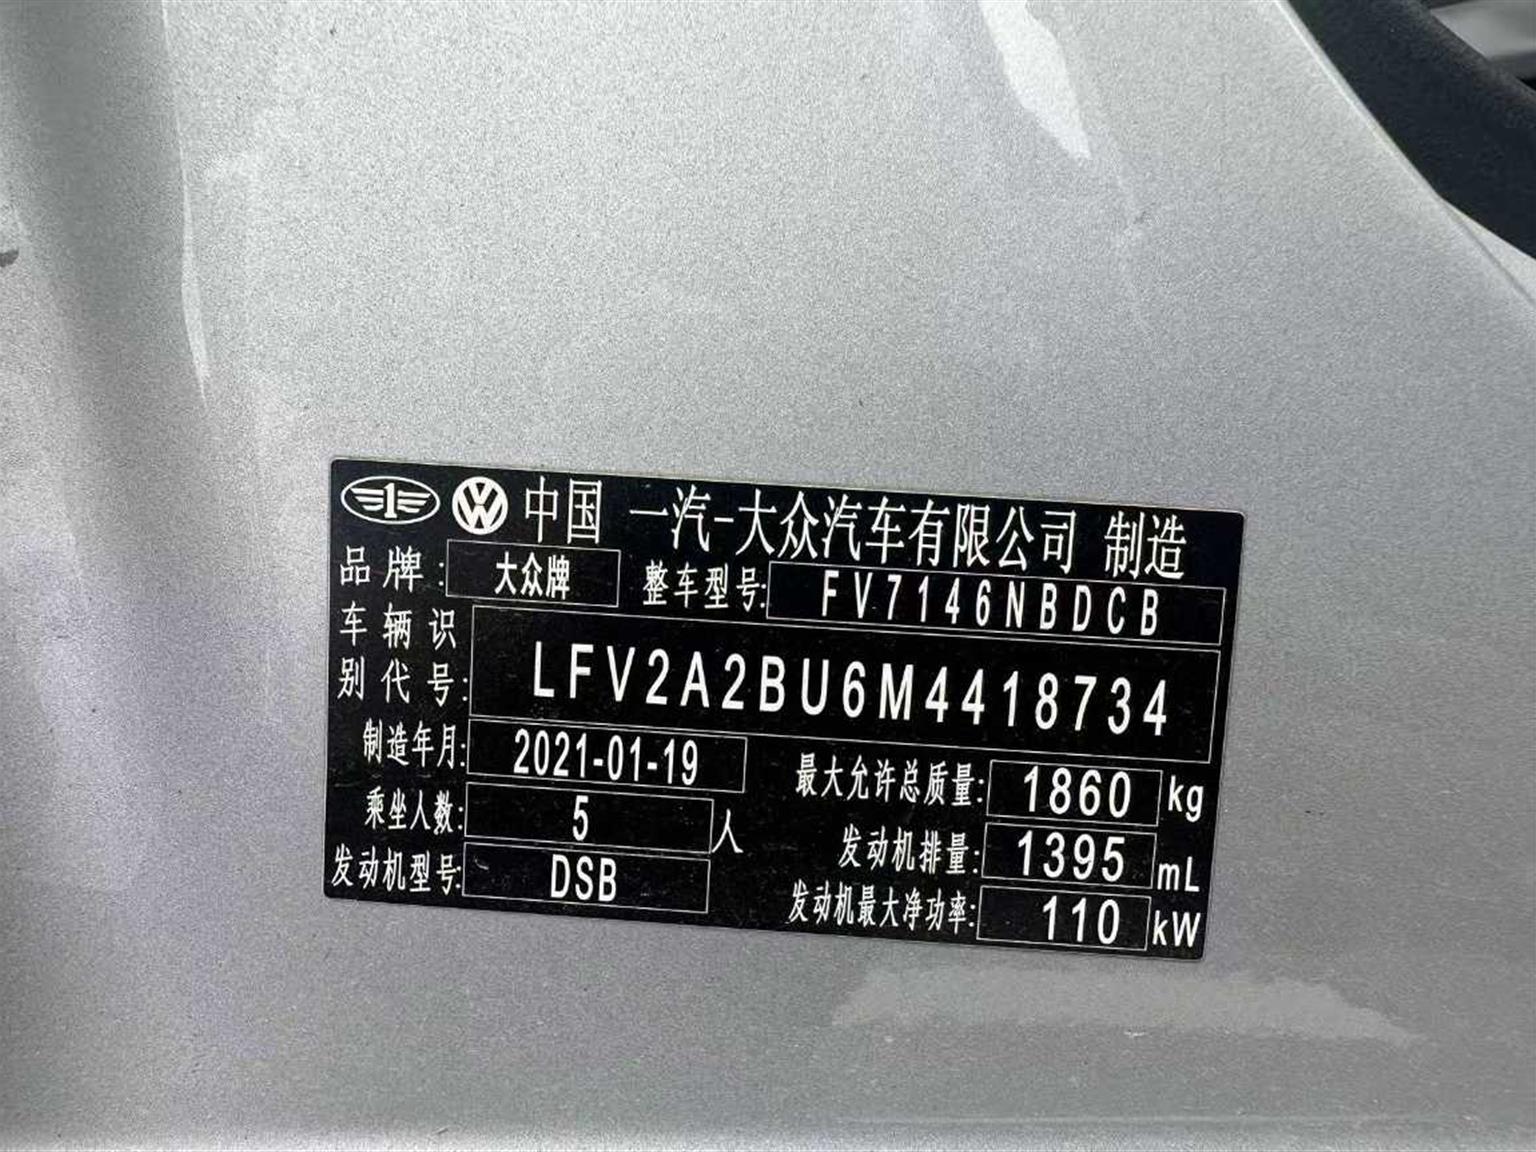 中国 一汽-大众汽车有限公司 制造
品牌: 大众牌 整车型号: FV7146NBDCB
车辆识别代号: LFV2A2BU6M4418734
制造年月: 2021-01-19 最大允许总质量: 1860 kg
乘坐人数: 5 人 发动机排量: 1395 mL
发动机型号: DSB 发动机最大净功率: 110 kW